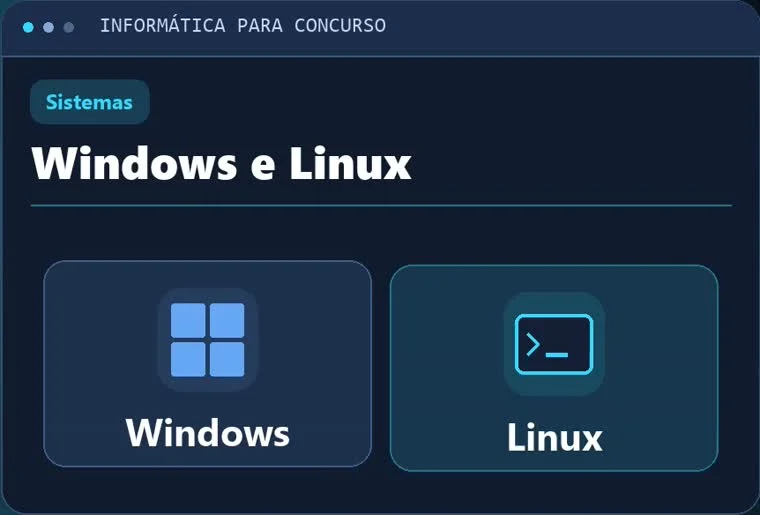 INFORMÁTICA PARA CONCURSO
Sistemas
Windows e Linux
Windows
Linux